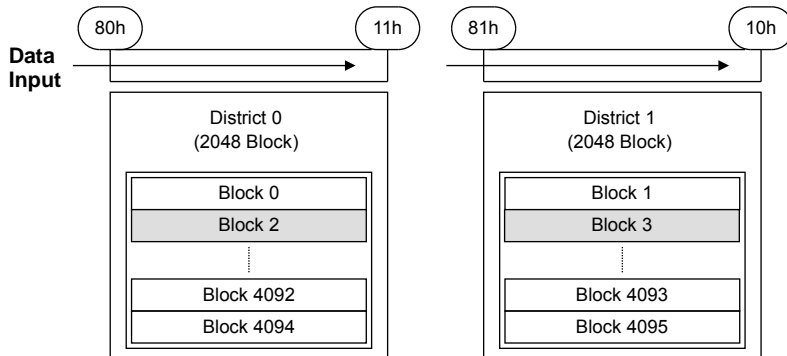 80h 11h 81h 10h
Data
Input
District 0 District 1
(2048 Block) (2048 Block)
Block 0 Block 1
Block 2 Block 3
Block 4092 Block 4093
Block 4094 Block 4095